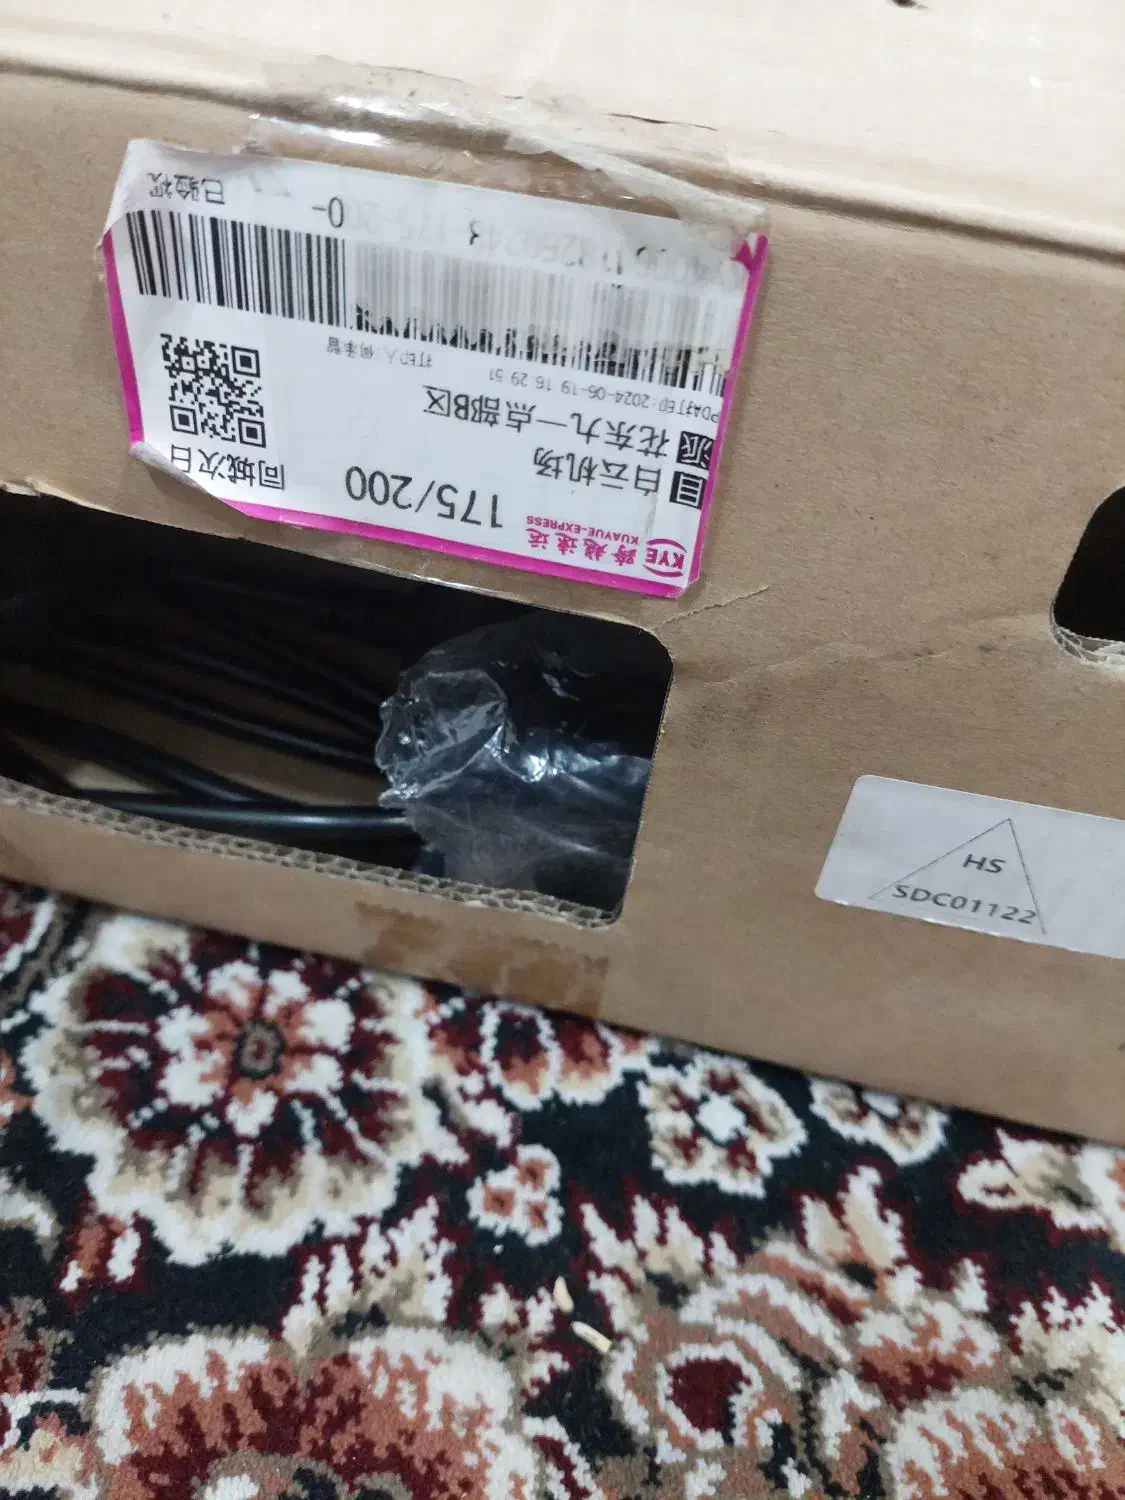 KYE 跨越速运
KUAYUE-EXPRESS
175/200
同城次日
目 白云机场
派 花东九一点部B区
PDA打印:2024-06-19 16 29 51
打印人:何承智
0-
已验视
HS
SDC01122